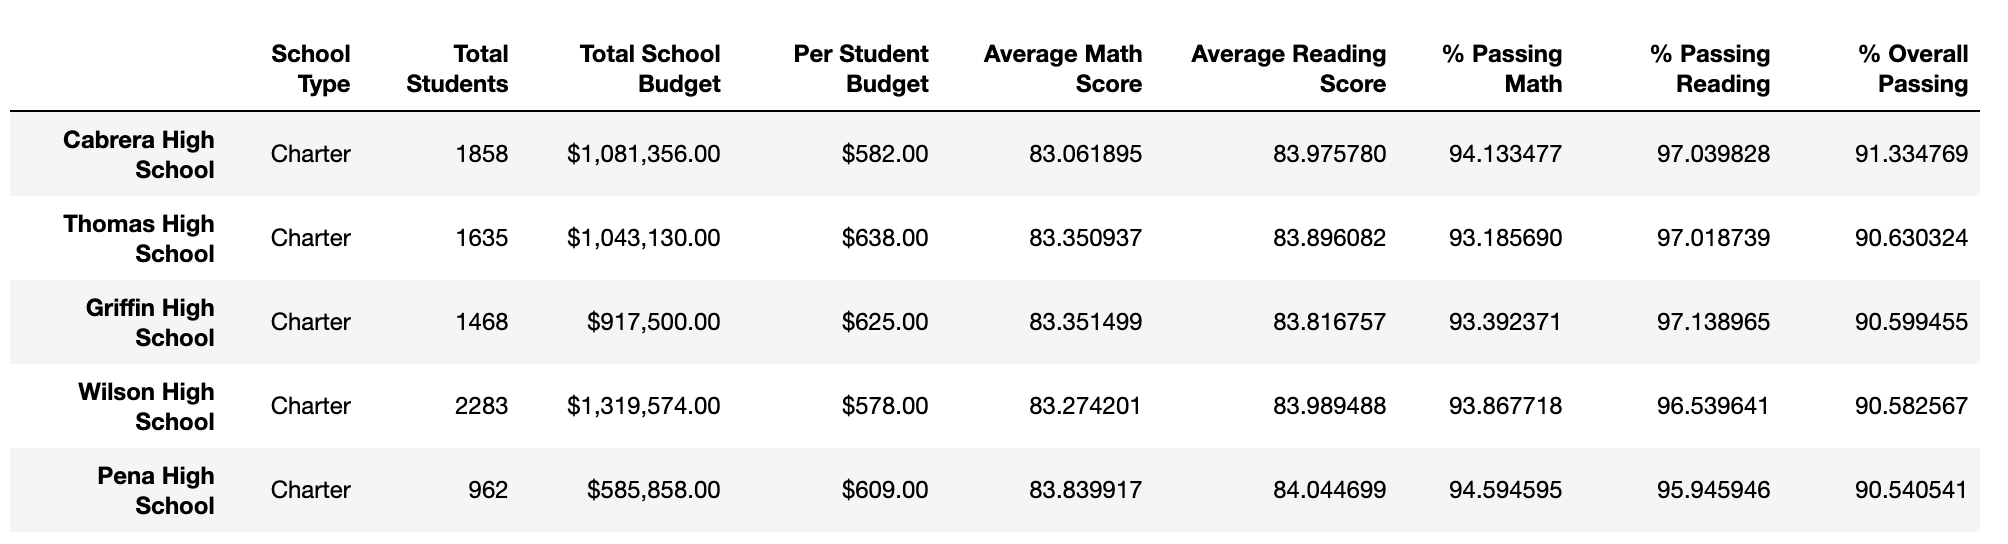 School Type Total Students Total School Budget Per Student Budget Average Math Score Average Reading Score % Passing Math % Passing Reading % Overall Passing
Cabrera High School Charter 1858 $1,081,356.00 $582.00 83.061895 83.975780 94.133477 97.039828 91.334769
Thomas High School Charter 1635 $1,043,130.00 $638.00 83.350937 83.896082 93.185690 97.018739 90.630324
Griffin High School Charter 1468 $917,500.00 $625.00 83.351499 83.816757 93.392371 97.138965 90.599455
Wilson High School Charter 2283 $1,319,574.00 $578.00 83.274201 83.989488 93.867718 96.539641 90.582567
Pena High School Charter 962 $585,858.00 $609.00 83.839917 84.044699 94.594595 95.945946 90.540541